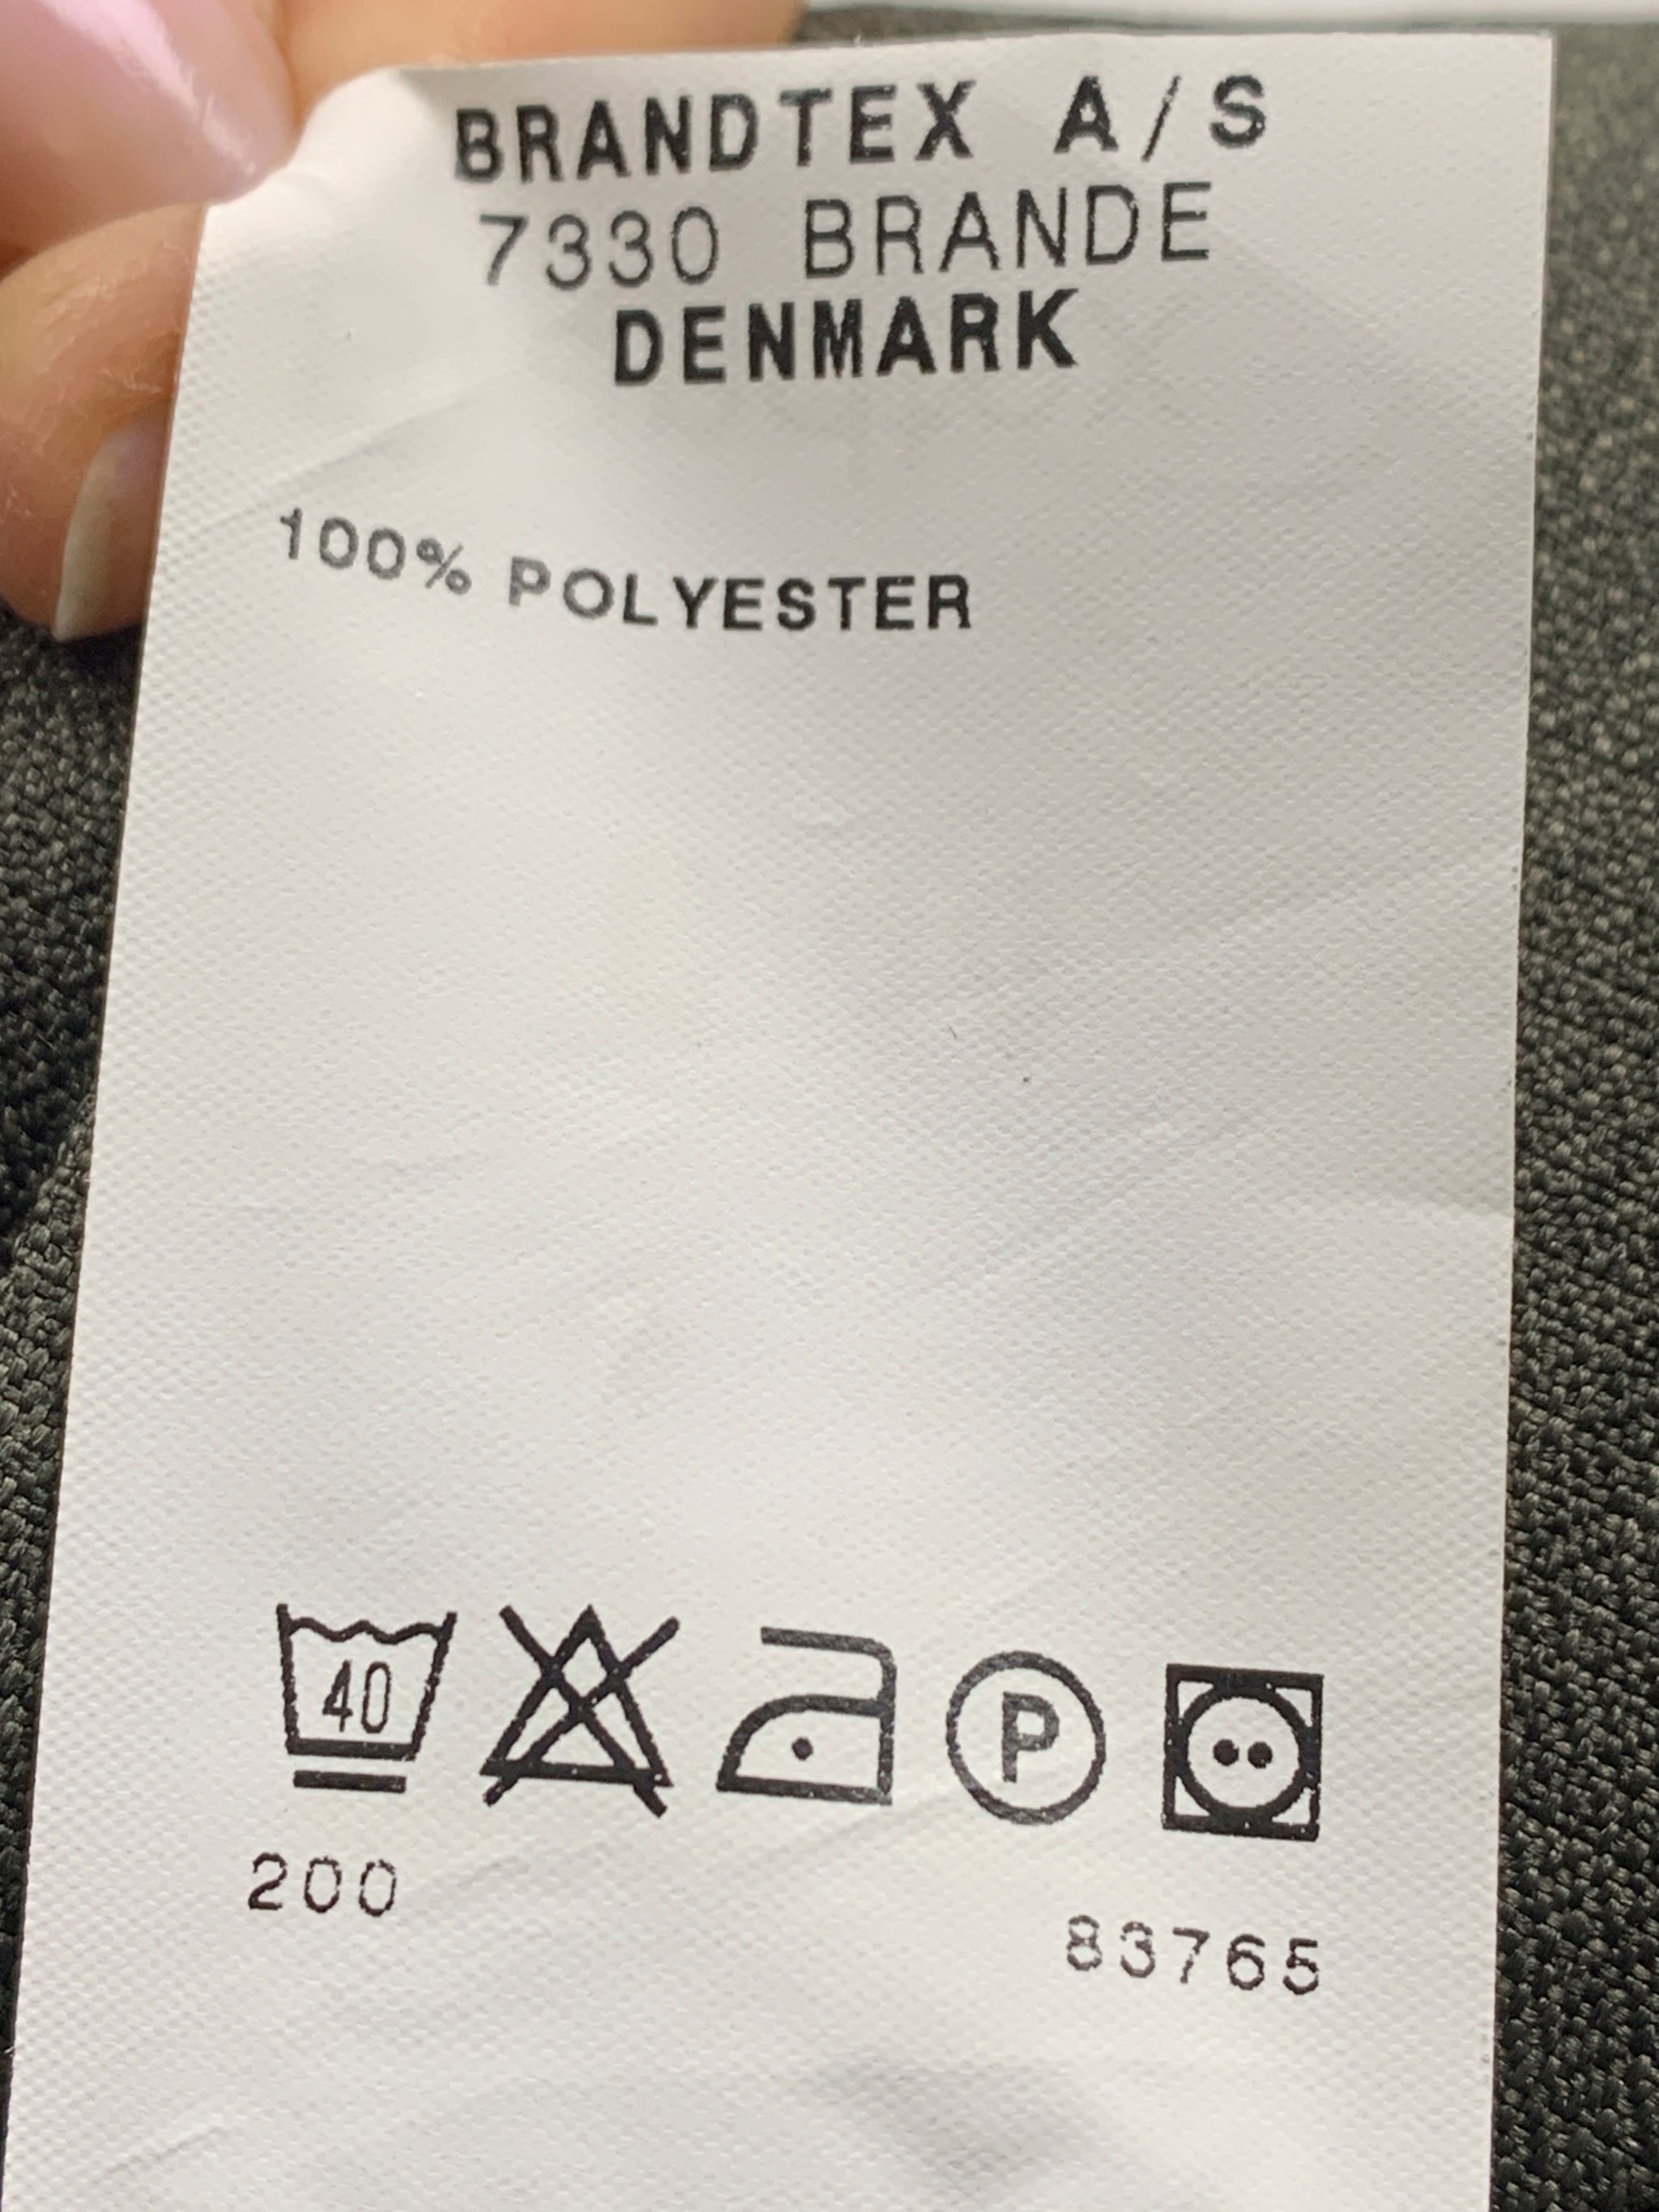 BRANDTEX A/S
7330 BRANDE
DENMARK
100% POLYESTER
40
P
200
83765